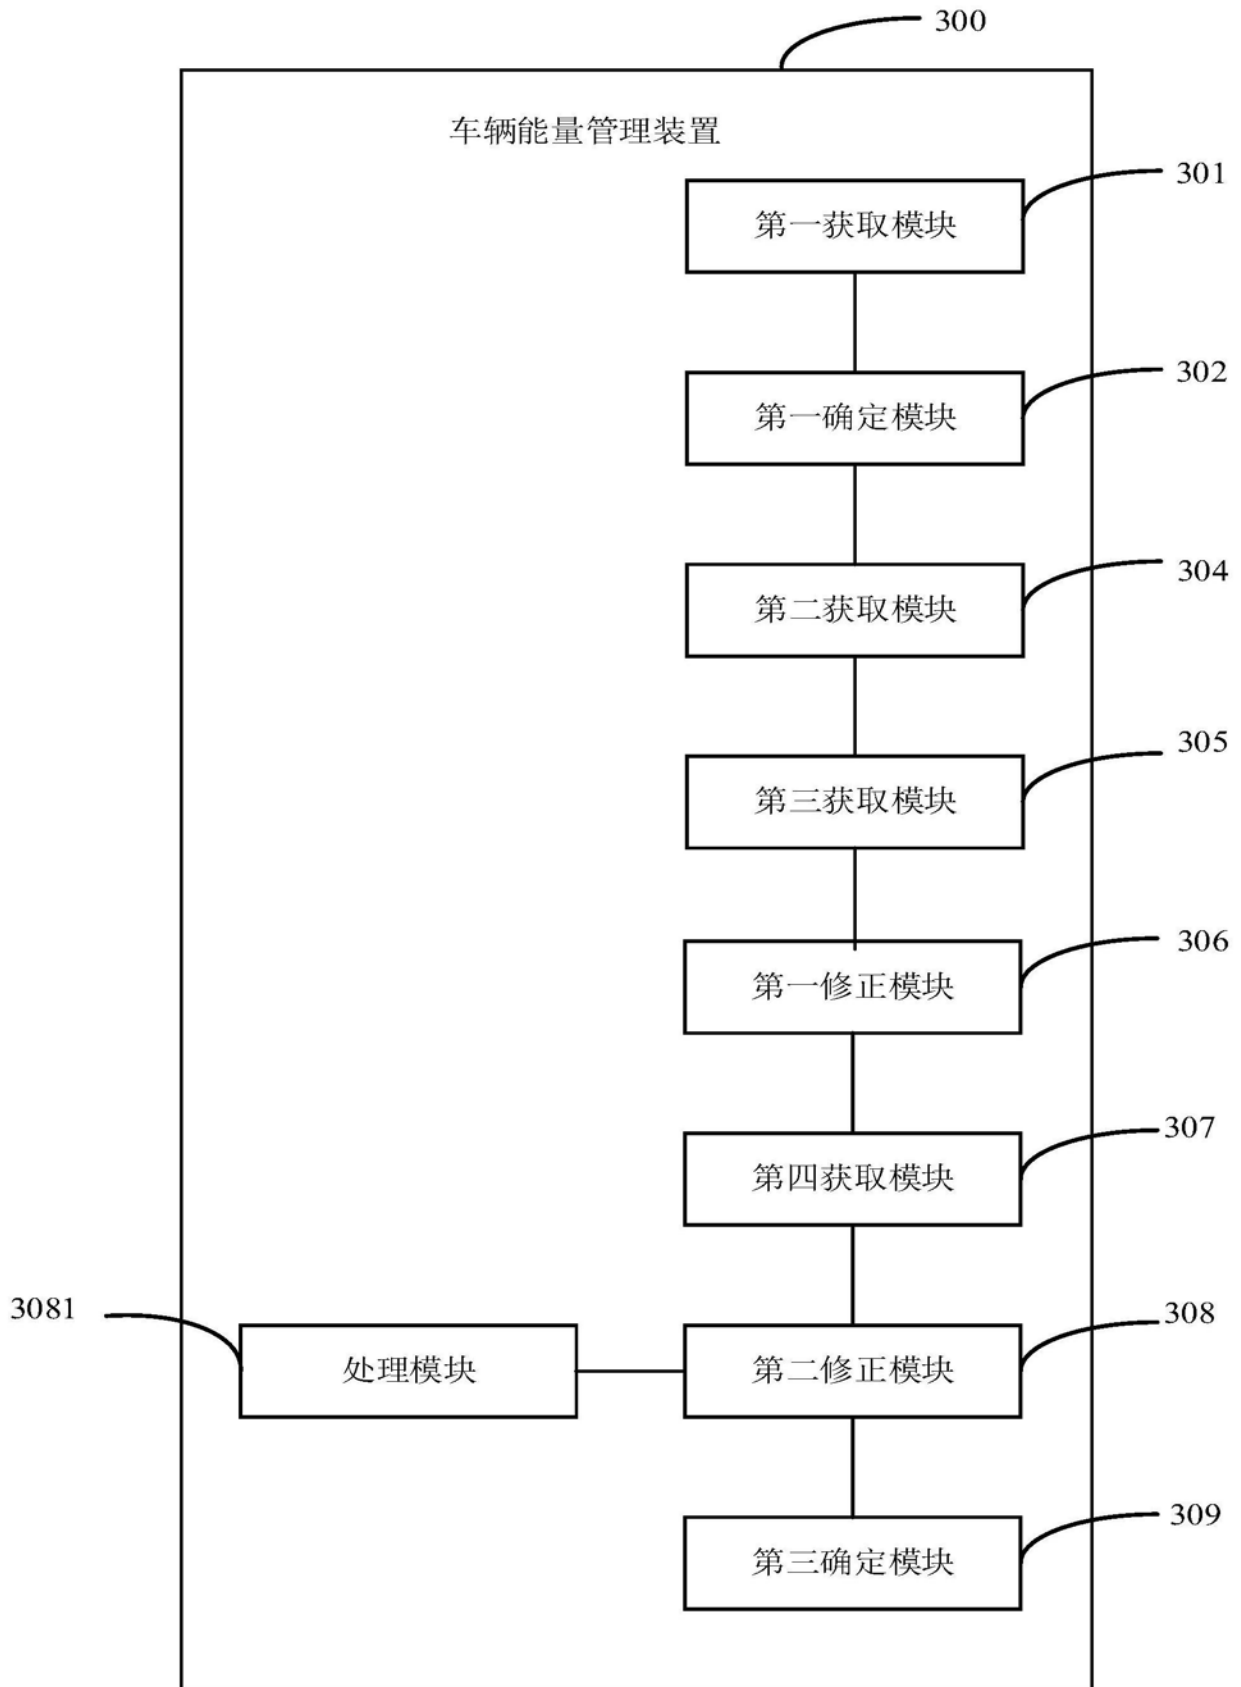 300
车辆能量管理装置
301
第一获取模块
302
第一确定模块
304
第二获取模块
305
第三获取模块
306
第一修正模块
307
第四获取模块
3081
处理模块
308
第二修正模块
309
第三确定模块